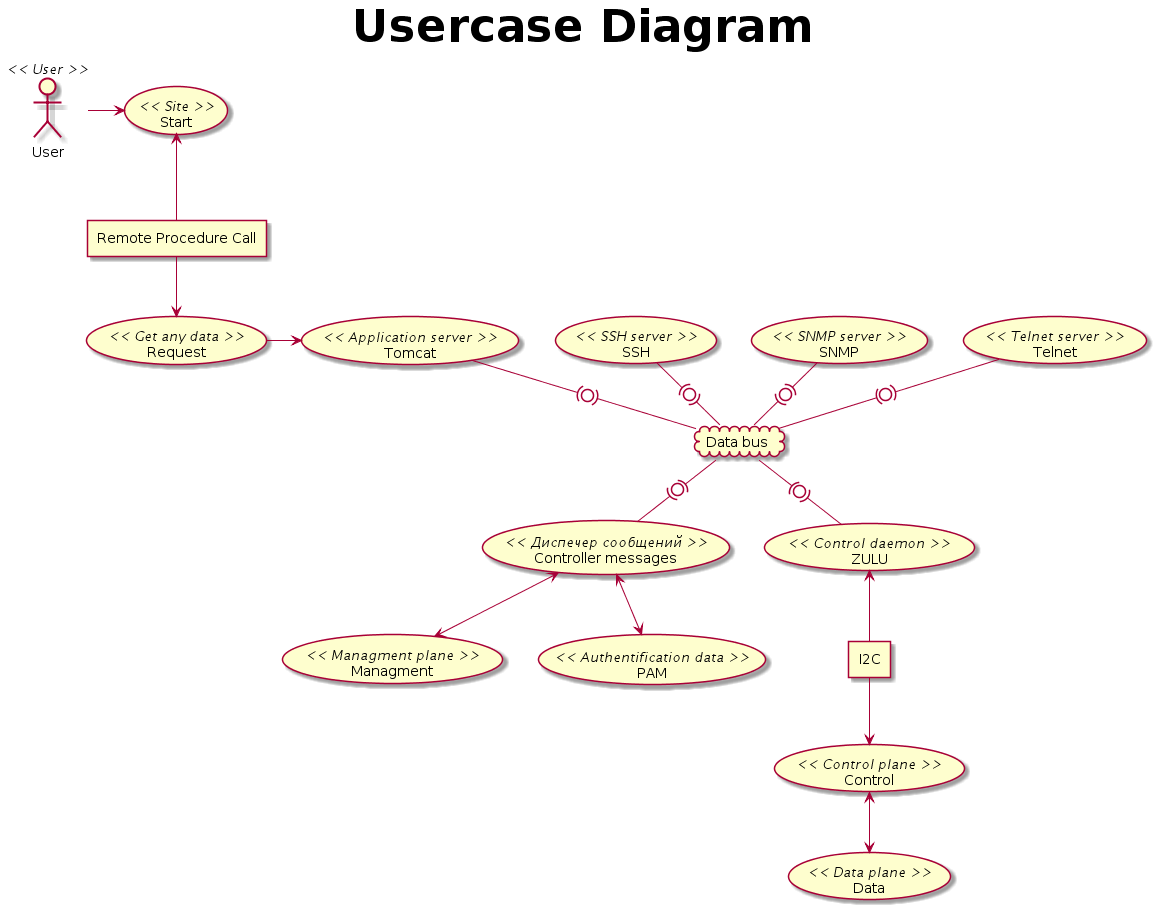 Usercase Diagram
<< User >>
User
<< Site >>
Start
Remote Procedure Call
<< Get any data >>
Request
<< Application server >>
Tomcat
<< SSH server >>
SSH
<< SNMP server >>
SNMP
<< Telnet server >>
Telnet
Data bus
<< Диспечер сообщений >>
Controller messages
<< Control daemon >>
ZULU
<< Managment plane >>
Managment
<< Authentification data >>
PAM
I2C
<< Control plane >>
Control
<< Data plane >>
Data